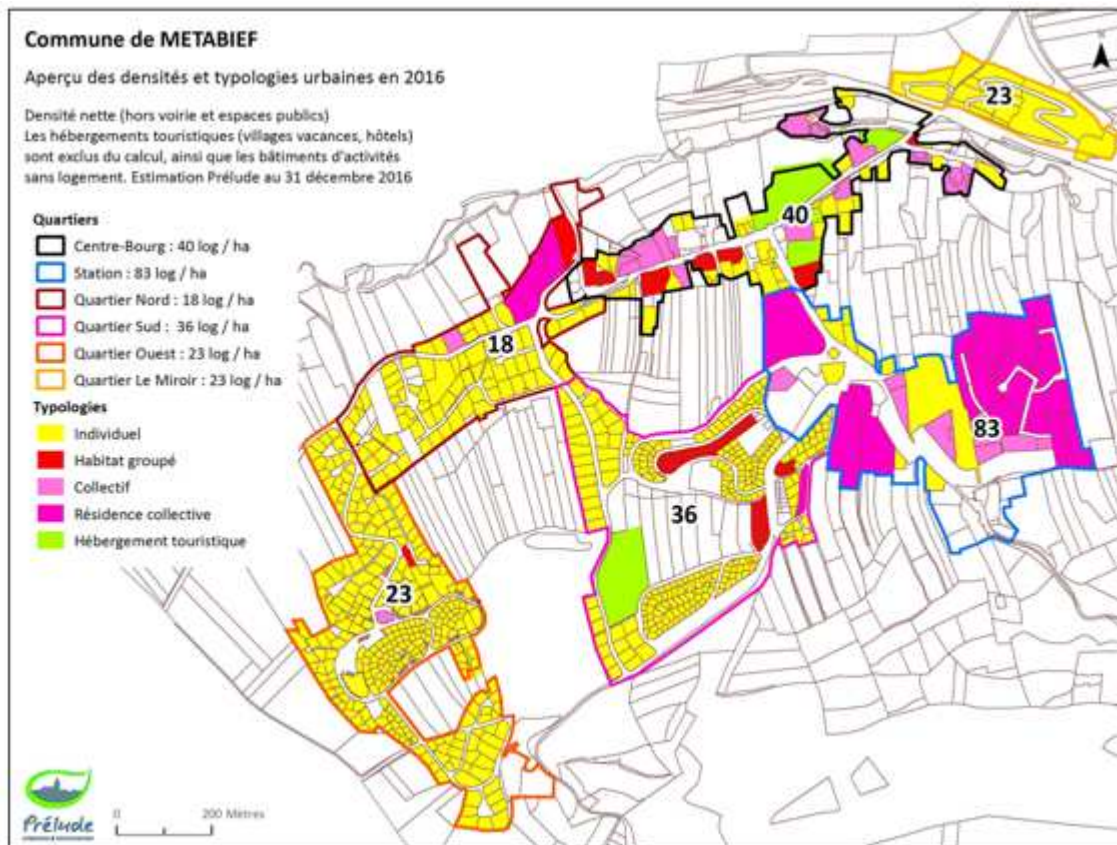 Commune de METABIEF
Aperçu des densités et typologies urbaines en 2016
Densité nette (hors voirie et espaces publics)
Les hébergements touristiques (villages vacances, hôtels)
sont exclus du calcul, ainsi que les bâtiments d'activités
sans logement. Estimation Prélude au 31 décembre 2016
Quartiers
Centre-Bourg : 40 log / ha
Station : 83 log / ha
Quartier Nord : 18 log / ha
Quartier Sud : 36 log / ha
Quartier Ouest : 23 log / ha
Quartier Le Miroir : 23 log / ha
Typologies
Individuel
Habitat groupé
Collectif
Résidence collective
Hébergement touristique
23
40
18
83
36
23
Prélude
0 200 Mètres